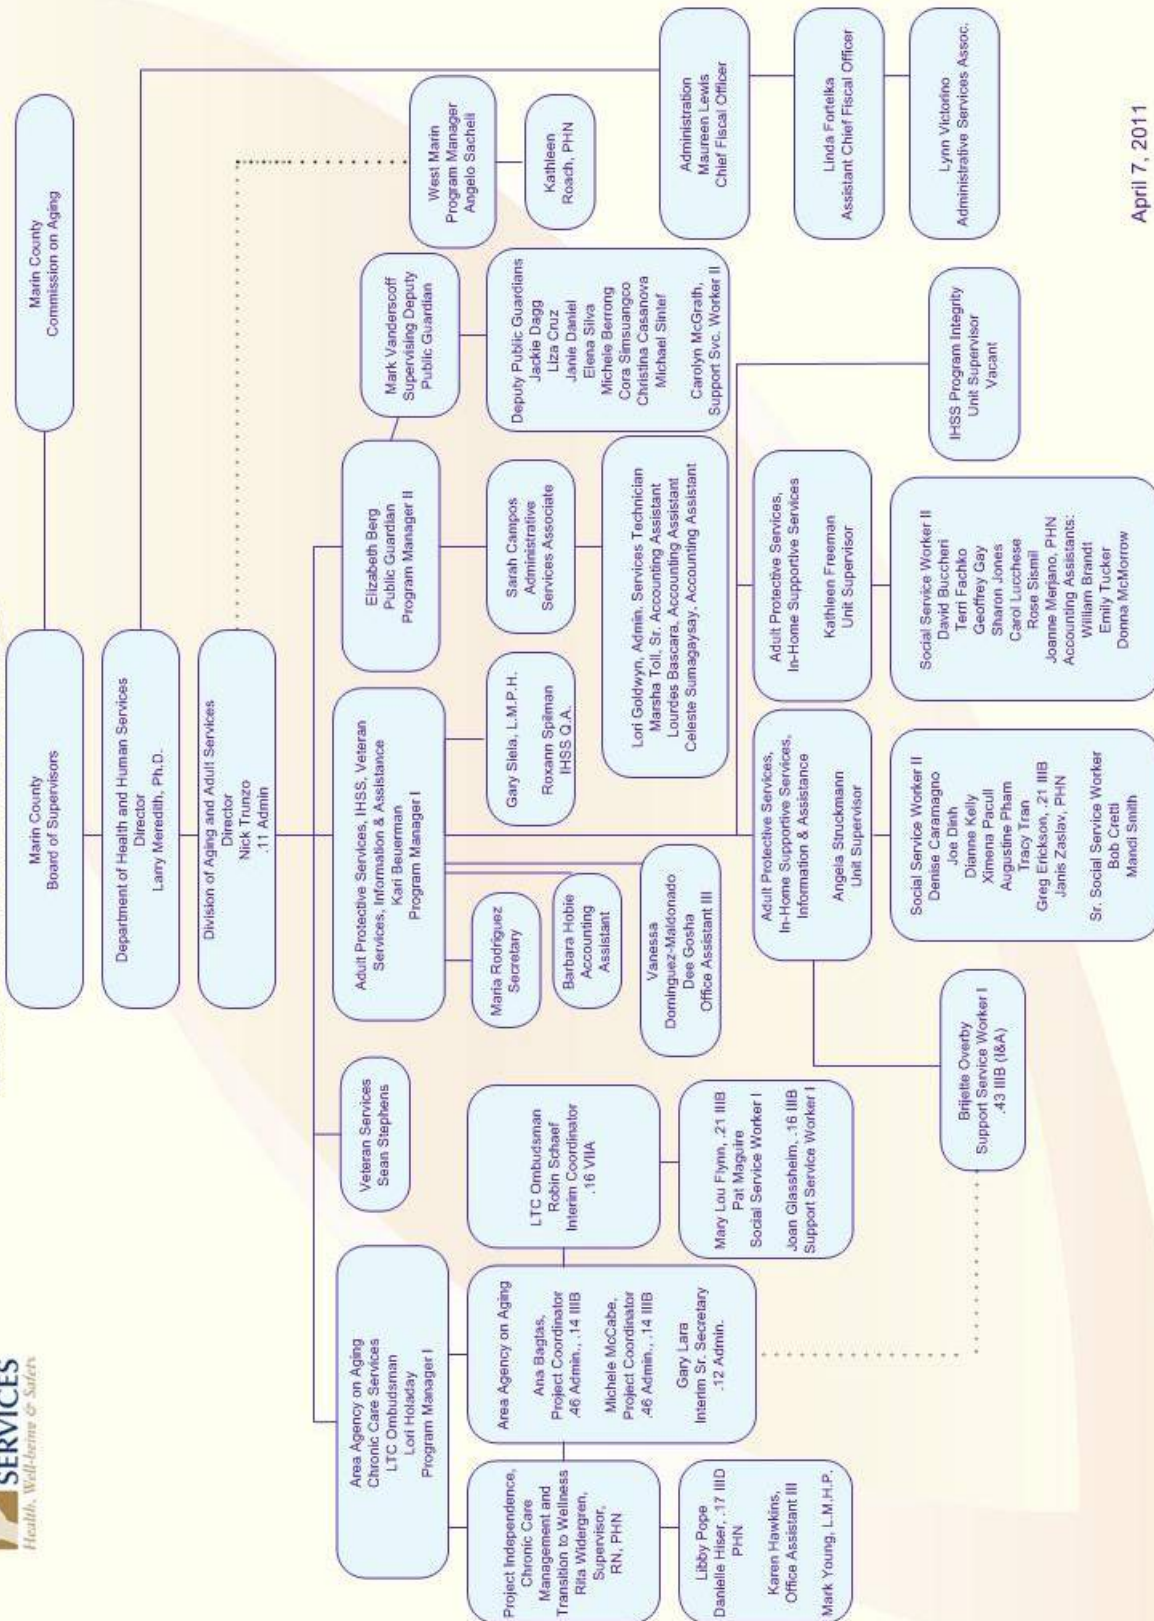 SERVICES
Health, Well-being & Safety
Marin County
Board of Supervisors
Marin County
Commission on Aging
Department of Health and Human Services
Director
Larry Meredith, Ph.D.
Division of Aging and Adult Services
Director
Nick Trunzo
.11 Admin
Area Agency on Aging
Chronic Care Services
LTC Ombudsman
Lori Holaday
Program Manager I
Veteran Services
Sean Stephens
Adult Protective Services, IHSS, Veteran
Services, Information & Assistance
Kari Beuerman
Program Manager I
Elizabeth Berg
Public Guardian
Program Manager II
Mark Vanderscoff
Supervising Deputy
Public Guardian
West Marin
Program Manager
Angelo Sacheli
Kathleen
Roach, PHN
Project Independence,
Chronic Care
Management and
Transition to Wellness
Rita Widergren,
Supervisor,
RN, PHN
Area Agency on Aging
Ana Bagtas,
Project Coordinator
.46 Admin., .14 IIIB
Michele McCabe,
Project Coordinator
.46 Admin., .14 IIIB
Gary Lara
Interim Sr. Secretary
.12 Admin.
LTC Ombudsman
Robin Schaef
Interim Coordinator
.16 VIIA
Maria Rodriguez
Secretary
Barbara Hobie
Accounting
Assistant
Vanessa
Dominguez-Maldonado
Dee Gosha
Office Assistant III
Gary Slela, L.M.P.H.
Roxann Spilman
IHSS Q.A.
Sarah Campos
Administrative
Services Associate
Deputy Public Guardians
Jackie Dagg
Liza Cruz
Janie Daniel
Elena Silva
Michele Berrong
Cora Simsuangco
Christina Casanova
Michael Sintef
Carolyn McGrath,
Support Svc. Worker II
Lori Goldwyn, Admin. Services Technician
Marsha Toll, Sr. Accounting Assistant
Lourdes Bascara, Accounting Assistant
Celeste Sumagaysay, Accounting Assistant
Administration
Maureen Lewis
Chief Fiscal Officer
Linda Fortelka
Assistant Chief Fiscal Officer
Lynn Victorino
Administrative Services Assoc.
Libby Pope
Danielle Hiser, .17 IIID
PHN
Karen Hawkins,
Office Assistant III
Mark Young, L.M.H.P.
Mary Lou Flynn, .21 IIIB
Pat Maguire
Social Service Worker I
Joan Glassheim, .16 IIIB
Support Service Worker I
Adult Protective Services,
In-Home Supportive Services,
Information & Assistance
Angela Struckmann
Unit Supervisor
Adult Protective Services,
In-Home Supportive Services
Kathleen Freeman
Unit Supervisor
IHSS Program Integrity
Unit Supervisor
Vacant
Brijette Overby
Support Service Worker I
.43 IIIB (I&A)
Social Service Worker II
Denise Caramagno
Joe Dinh
Dianne Kelly
Ximena Pacull
Augustine Pham
Tracy Tran
Greg Erickson, .21 IIIB
Janis Zaslav, PHN
Sr. Social Service Worker
Bob Cretti
Mandi Smith
Social Service Worker II
David Buccheri
Terri Fachko
Geoffrey Gay
Sharon Jones
Carol Lucchese
Rose Sismil
Joanne Merjano, PHN
Accounting Assistants:
William Brandt
Emily Tucker
Donna McMorrow
April 7, 2011